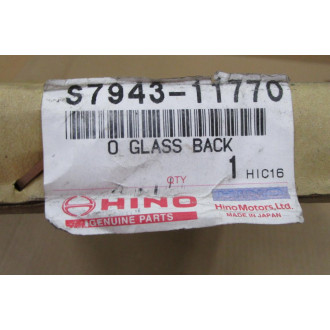 S7943-11770
O GLASS BACK
QTY
1 HIC16
HINO
GENUINE PARTS
Hino Motors, Ltd.
MADE IN JAPAN